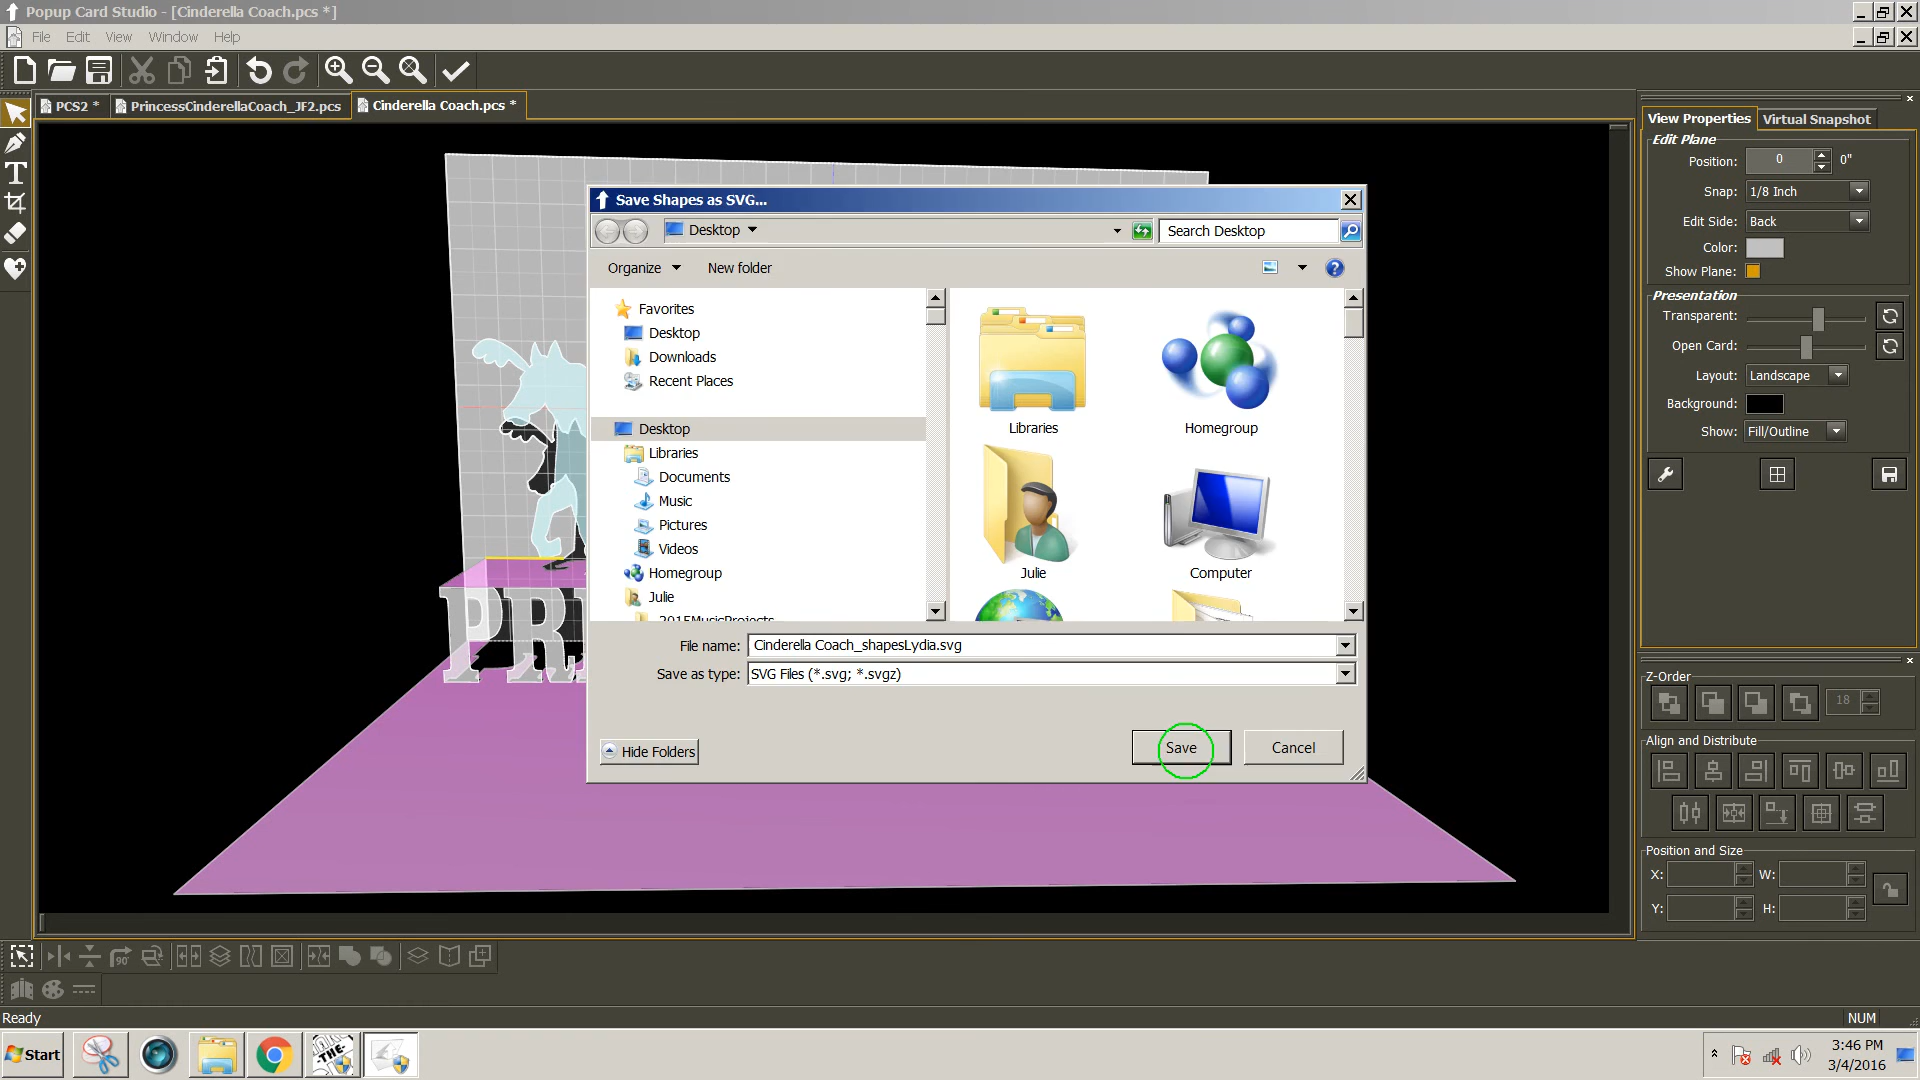 Popup Card Studio - [Cinderella Coach.pcs *]
File Edit View Window Help
PCS2 * PrincessCinderellaCoach_JF2.pcs Cinderella Coach.pcs *
Save Shapes as SVG...
Desktop
Search Desktop
Organize New folder
Favorites
Desktop
Downloads
Recent Places
Desktop
Libraries
Documents
Music
Pictures
Videos
Homegroup
Julie
2015MusicProjects
Libraries
Homegroup
Julie
Computer
File name: Cinderella Coach_shapesLydia.svg
Save as type: SVG Files (*.svg; *.svgz)
Hide Folders
Save
Cancel
PRI
View Properties Virtual Snapshot
Edit Plane
Position: 0 0"
Snap: 1/8 Inch
Edit Side: Back
Color:
Show Plane:
Presentation
Transparent:
Open Card:
Layout: Landscape
Background:
Show: Fill/Outline
Z-Order
18
Align and Distribute
Position and Size
X: W:
Y: H:
90°
Ready
NUM
Start
-THE-
3:46 PM
3/4/2016